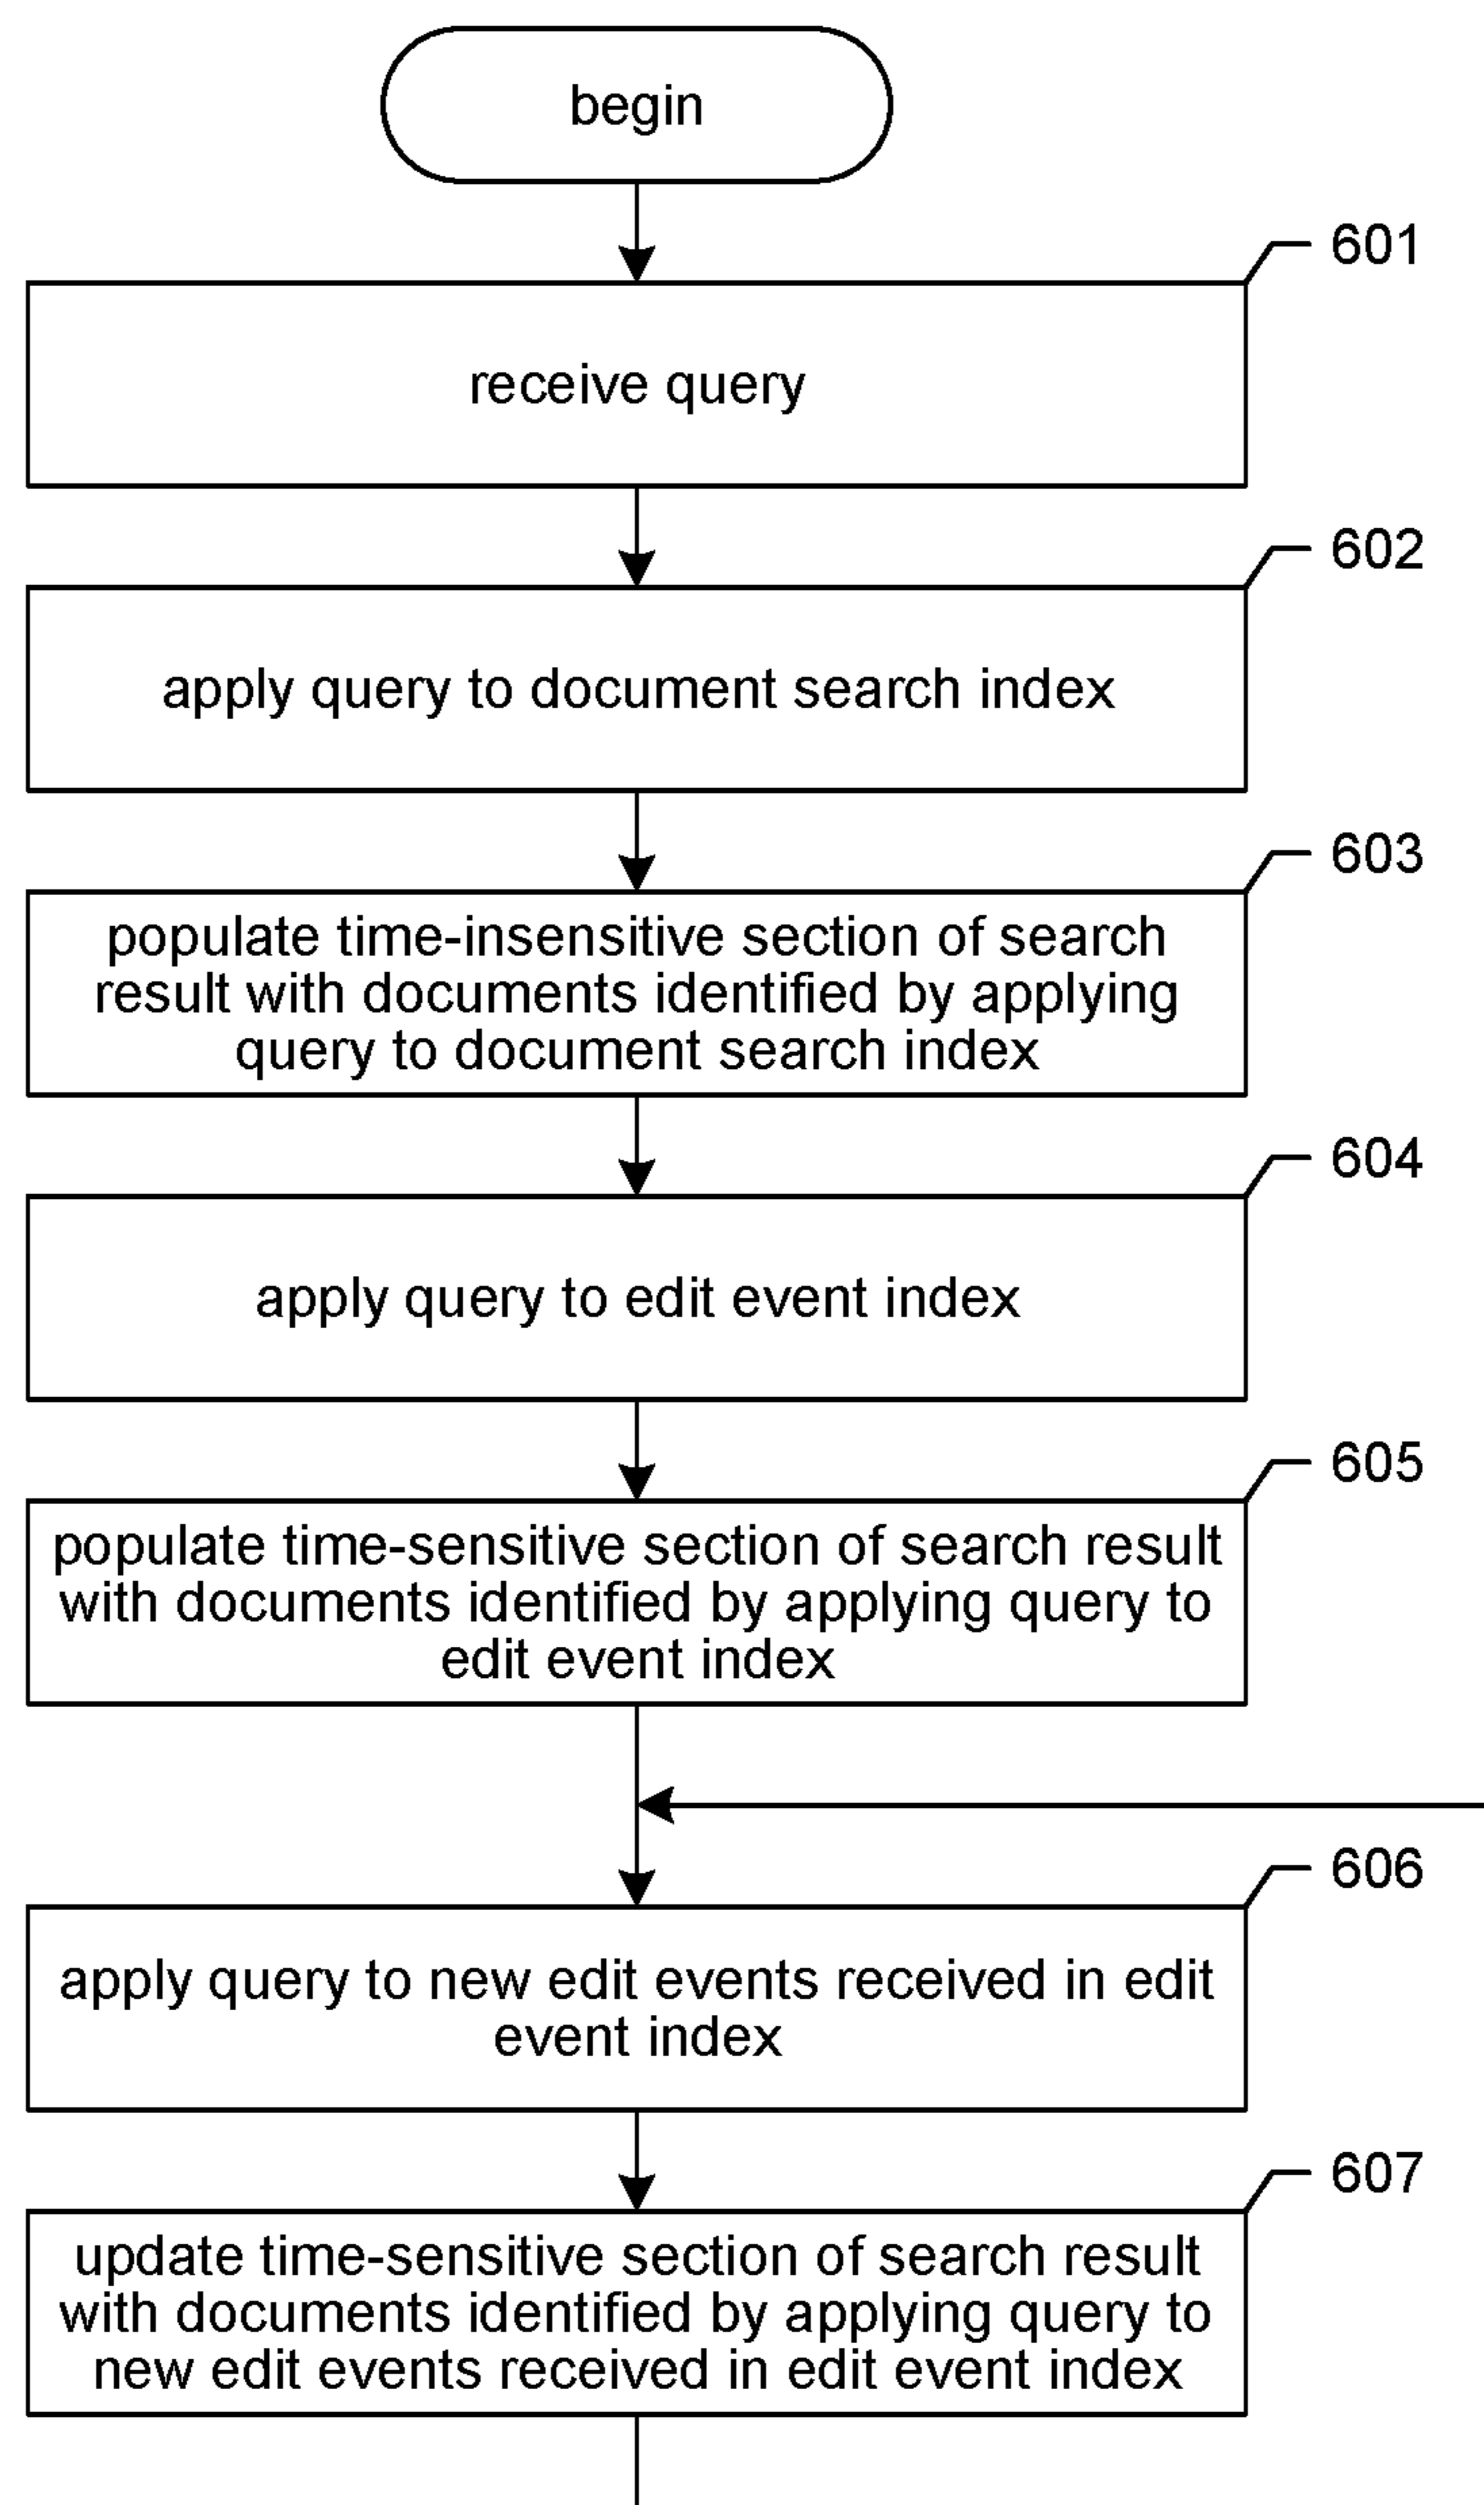 begin
601
receive query
602
apply query to document search index
603
populate time-insensitive section of search
result with documents identified by applying
query to document search index
604
apply query to edit event index
605
populate time-sensitive section of search result
with documents identified by applying query to
edit event index
606
apply query to new edit events received in edit
event index
607
update time-sensitive section of search result
with documents identified by applying query to
new edit events received in edit event index